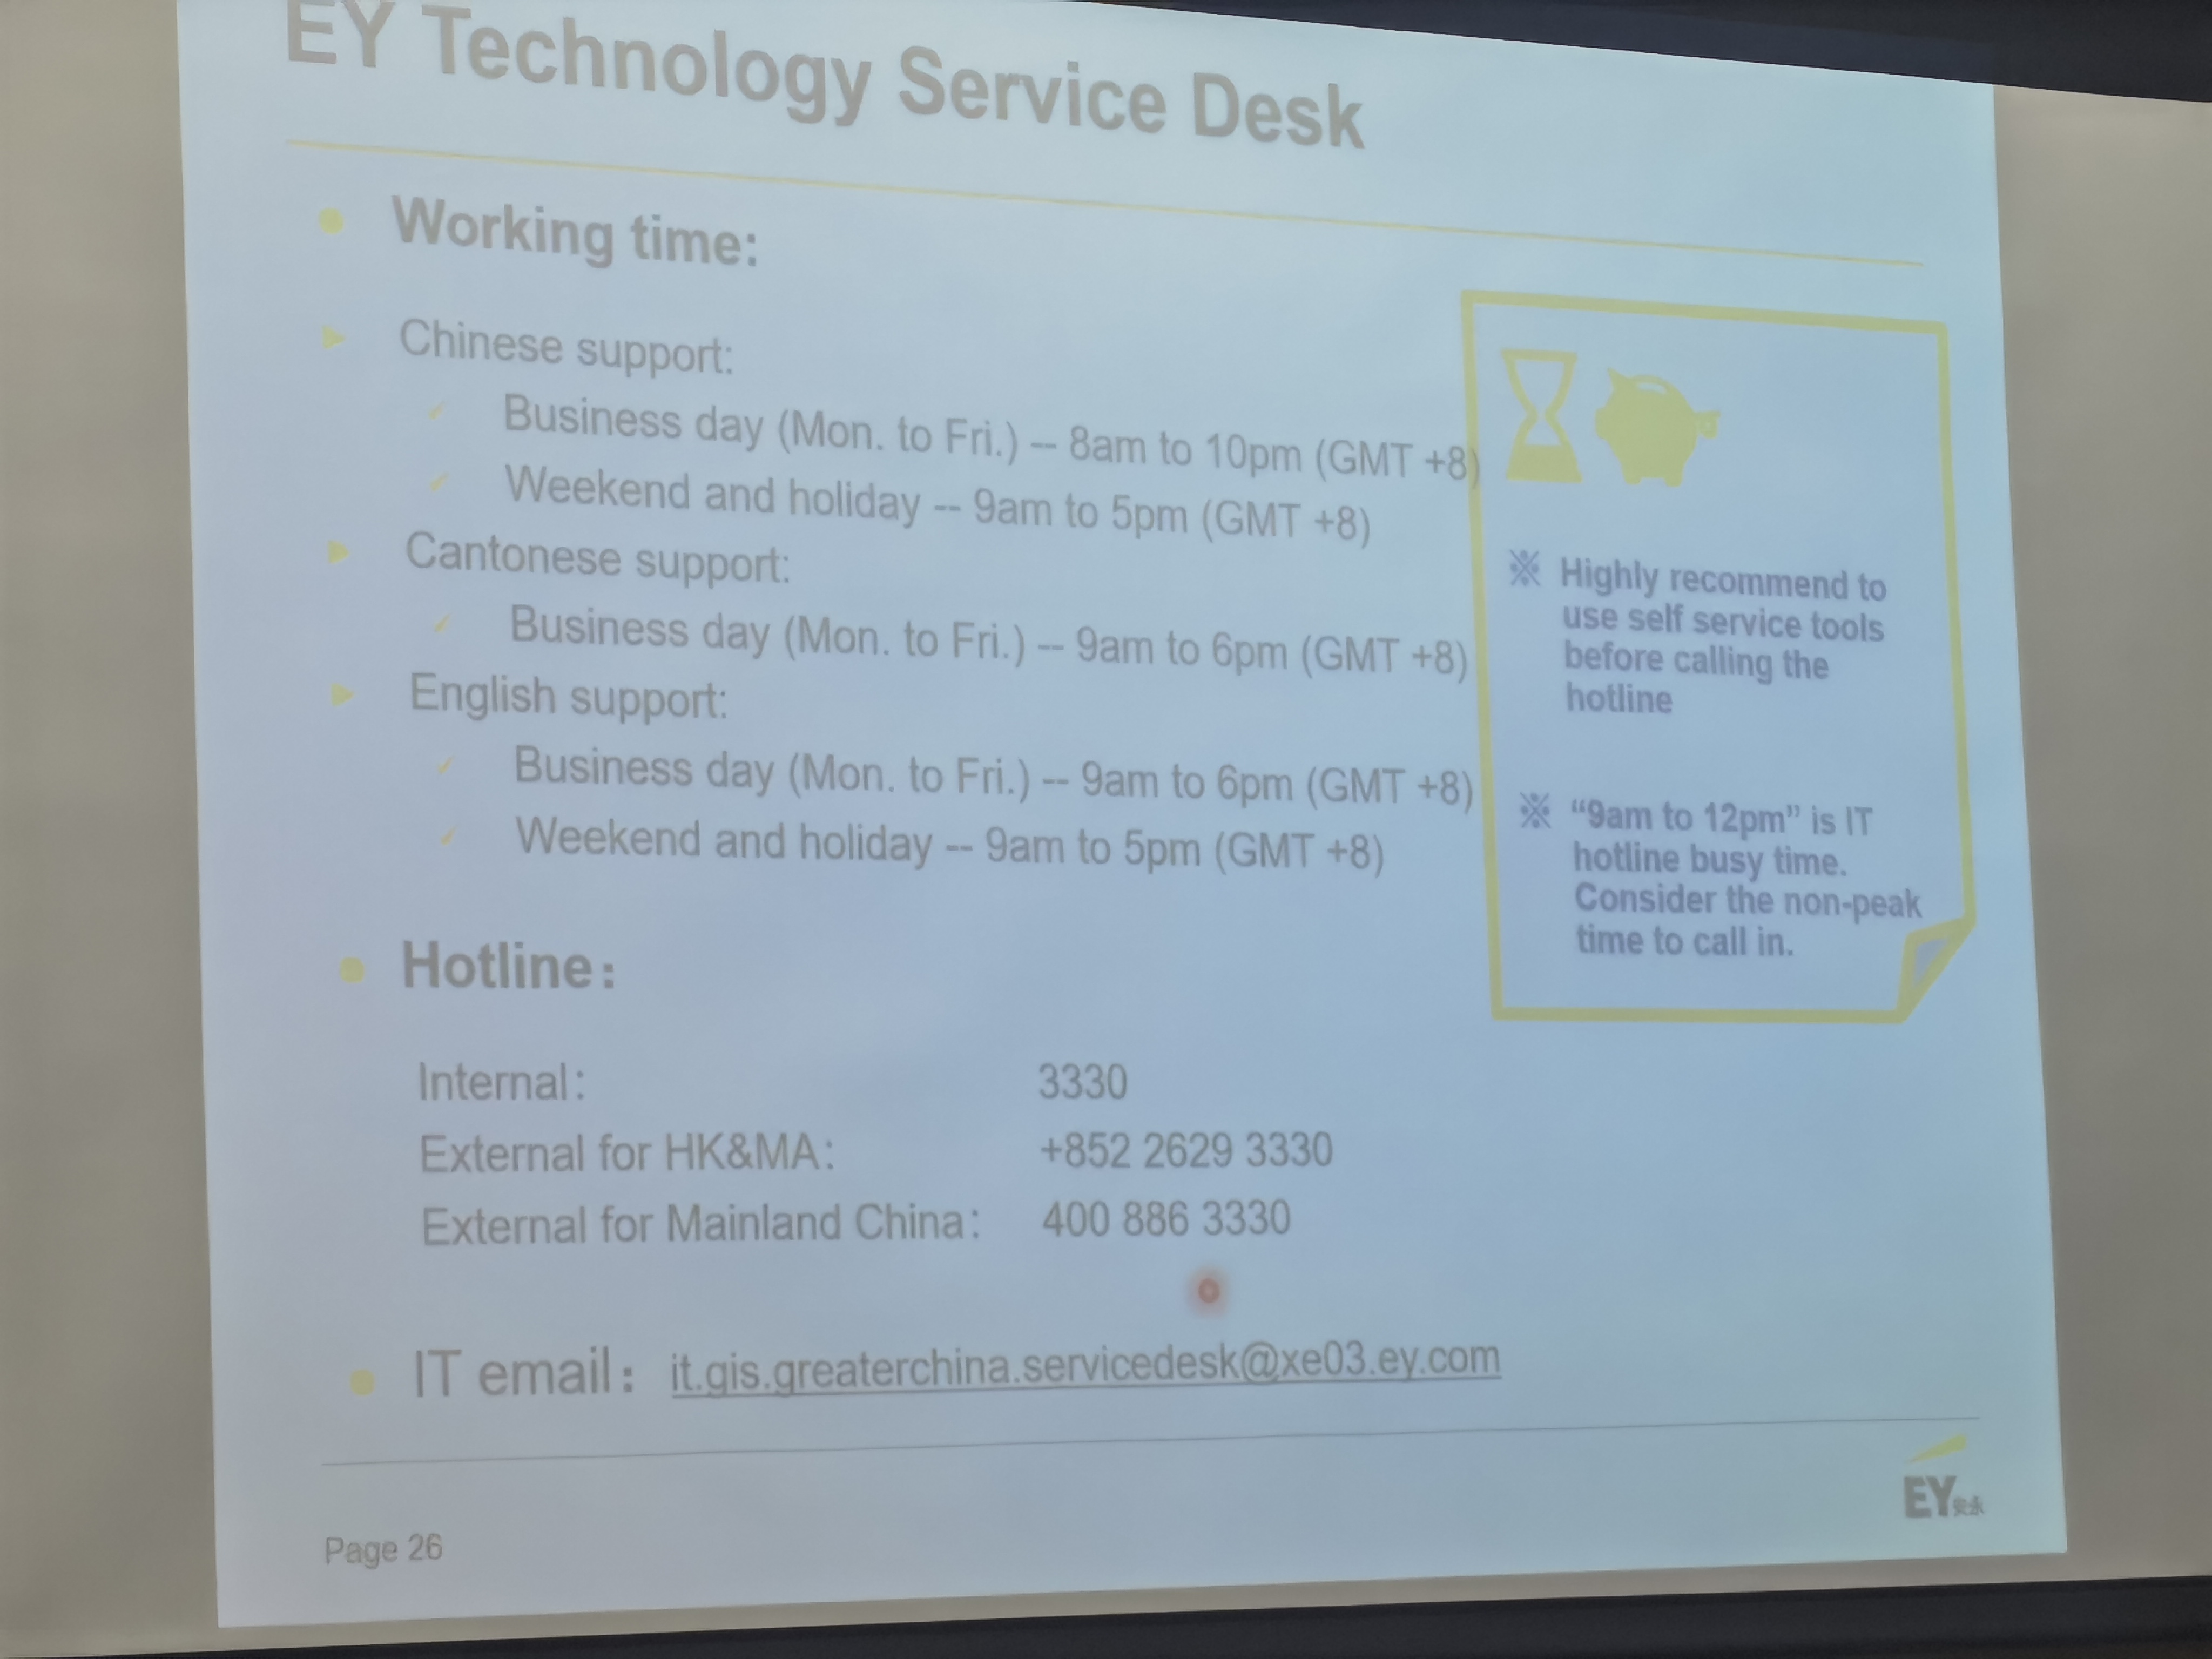 EY Technology Service Desk
Working time:
Chinese support:
Business day (Mon. to Fri.) -- 8am to 10pm (GMT +8)
Weekend and holiday -- 9am to 5pm (GMT +8)
Cantonese support:
Business day (Mon. to Fri.) -- 9am to 6pm (GMT +8)
English support:
Business day (Mon. to Fri.) -- 9am to 6pm (GMT +8)
Weekend and holiday -- 9am to 5pm (GMT +8)
※ Highly recommend to
use self service tools
before calling the
hotline
※ “9am to 12pm” is IT
hotline busy time.
Consider the non-peak
time to call in.
Hotline：
Internal： 3330
External for HK&MA： +852 2629 3330
External for Mainland China： 400 886 3330
IT email： it.gis.greaterchina.servicedesk@xe03.ey.com
Page 26
EY安永